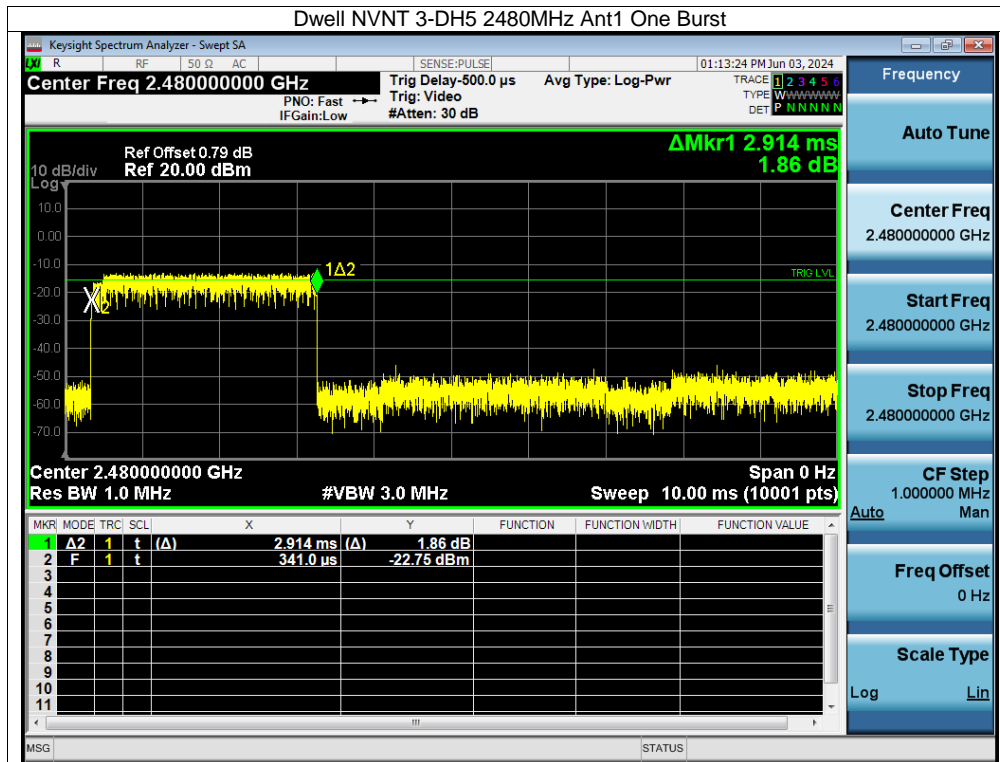 Dwell NVNT 3-DH5 2480MHz Ant1 One Burst
Keysight Spectrum Analyzer - Swept SA
LXI R RF 50 Ω AC SENSE:PULSE 01:13:24 PM Jun 03, 2024
Center Freq 2.480000000 GHz
PNO: Fast
IFGain:Low
Trig Delay-500.0 µs
Trig: Video
#Atten: 30 dB
Avg Type: Log-Pwr
TRACE 1 2 3 4 5 6
TYPE WWWWWW
DET P N N N N N
Frequency
Auto Tune
Center Freq
2.480000000 GHz
Start Freq
2.480000000 GHz
Stop Freq
2.480000000 GHz
CF Step
1.000000 MHz
Auto Man
Freq Offset
0 Hz
Scale Type
Log Lin
ΔMkr1 2.914 ms
1.86 dB
Ref Offset 0.79 dB
10 dB/div Ref 20.00 dBm
Log
10.0
0.00
-10.0
-20.0
-30.0
-40.0
-50.0
-60.0
-70.0
1Δ2
TRIG LVL
2
Center 2.480000000 GHz Span 0 Hz
Res BW 1.0 MHz #VBW 3.0 MHz Sweep 10.00 ms (10001 pts)
MKR MODE TRC SCL X Y FUNCTION FUNCTION WIDTH FUNCTION VALUE
1 Δ2 1 t (Δ) 2.914 ms (Δ) 1.86 dB
2 F 1 t 341.0 µs -22.75 dBm
3
4
5
6
7
8
9
10
11
MSG STATUS